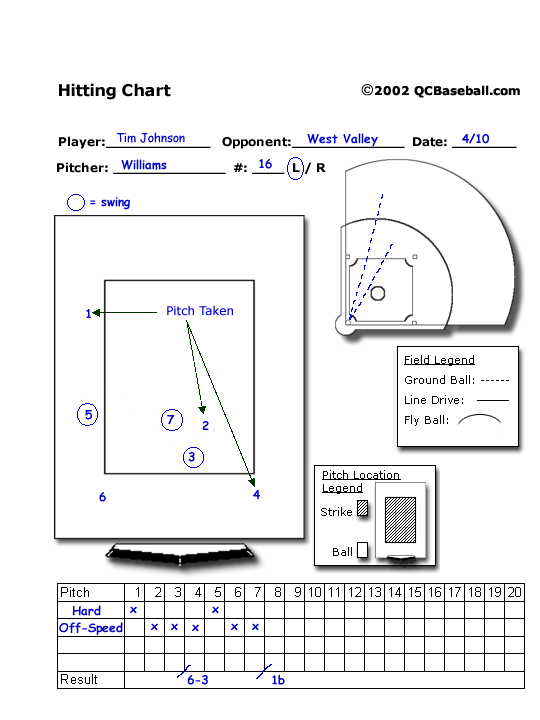 Hitting Chart ©2002 QCBaseball.com
Player: Tim Johnson Opponent: West Valley Date: 4/10
Pitcher: Williams #: 16 L / R
= swing
1 Pitch Taken
5 7 2
3
6 4
Field Legend
Ground Ball:
Line Drive:
Fly Ball:
Pitch Location
Legend
Strike
Ball
Pitch 1 2 3 4 5 6 7 8 9 10 11 12 13 14 15 16 17 18 19 20
Hard x x
Off-Speed x x x x x
Result 6-3 1b